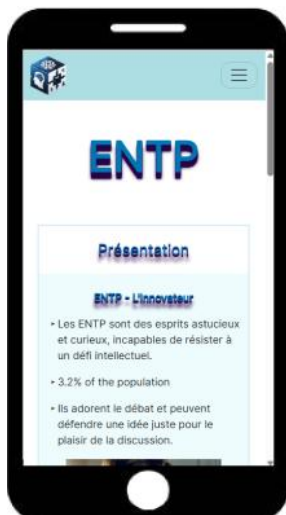 ENTP
Présentation
ENTP - L'Innovateur
‣ Les ENTP sont des esprits astucieux
et curieux, incapables de résister à
un défi intellectuel.
‣ 3.2% of the population
‣ Ils adorent le débat et peuvent
défendre une idée juste pour le
plaisir de la discussion.